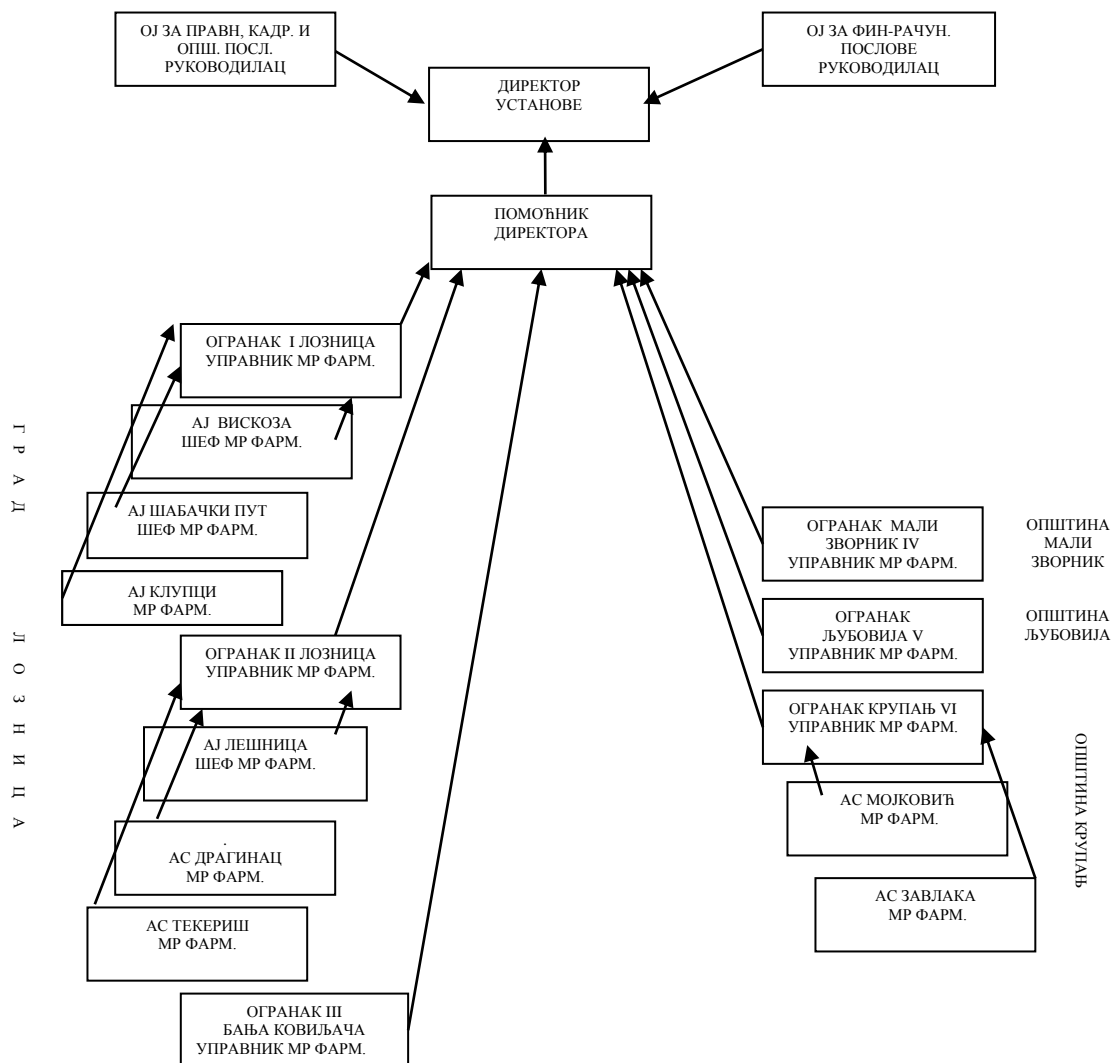 ОЈ ЗА ПРАВН, КАДР. И
ОПШ. ПОСЛ.
РУКОВОДИЛАЦ
ОЈ ЗА ФИН-РАЧУН.
ПОСЛОВЕ
РУКОВОДИЛАЦ
ДИРЕКТОР
УСТАНОВЕ
ПОМОЋНИК
ДИРЕКТОРА
ГРАД ЛОЗНИЦА
ОГРАНАК I ЛОЗНИЦА
УПРАВНИК МР ФАРМ.
АЈ ВИСКОЗА
ШЕФ МР ФАРМ.
АЈ ШАБАЧКИ ПУТ
ШЕФ МР ФАРМ.
АЈ КЛУПЦИ
МР ФАРМ.
ОГРАНАК II ЛОЗНИЦА
УПРАВНИК МР ФАРМ.
АЈ ЛЕШНИЦА
ШЕФ МР ФАРМ.
.
АС ДРАГИНАЦ
МР ФАРМ.
АС ТЕКЕРИШ
МР ФАРМ.
ОГРАНАК III
БАЊА КОВИЉАЧА
УПРАВНИК МР ФАРМ.
ОГРАНАК МАЛИ
ЗВОРНИК IV
УПРАВНИК МР ФАРМ.
ОПШТИНА
МАЛИ
ЗВОРНИК
ОГРАНАК
ЉУБОВИЈА V
УПРАВНИК МР ФАРМ.
ОПШТИНА
ЉУБОВИЈА
ОГРАНАК КРУПАЊ VI
УПРАВНИК МР ФАРМ.
АС МОЈКОВИЋ
МР ФАРМ.
АС ЗАВЛАКА
МР ФАРМ.
ОПШТИНА КРУПАЊ